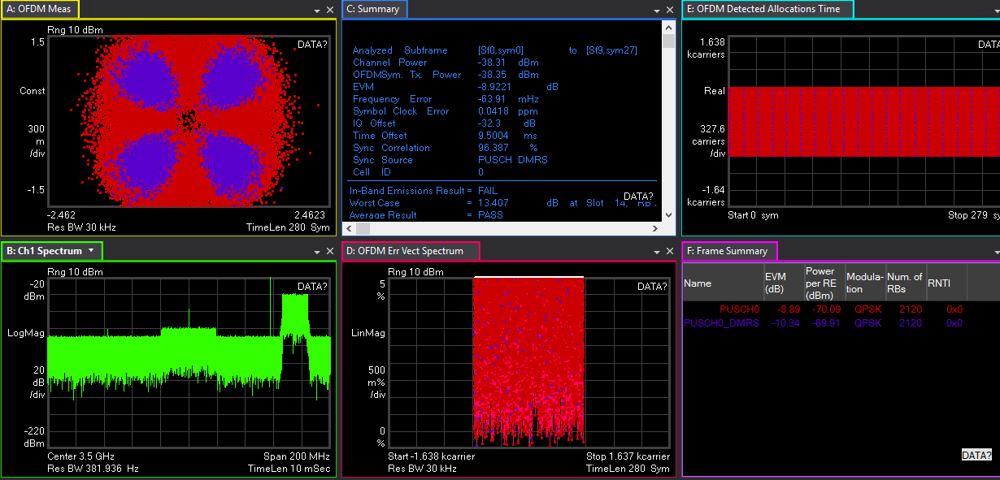 A: OFDM Meas
Rng 10 dBm
DATA?
1.5
Const
300
m
/div
-1.5
-2.462
2.4623
Res BW 30 kHz
TimeLen 280 Sym
C: Summary
Analyzed Subframe [Sf0,sym0] to [Sf9,sym27]
Channel Power -38.31 dBm
OFDMSym. Tx. Power -38.35 dBm
EVM -8.9221 dB
Frequency Error -63.91 mHz
Symbol Clock Error 0.0418 ppm
IQ Offset -32.3 dB
Time Offset 9.5004 ms
Sync Correlation 96.387 %
Sync Source PUSCH DMRS
Cell ID 0
In-Band Emissions Result = FAIL
DATA?
Worst Case = 13.407 dB at Slot 14, RB
Average Result = PASS
E: OFDM Detected Allocations Time
1.638
kcarriers
DATA
Real
327.6
carriers
/div
-1.64
kcarriers
Start 0 sym
Stop 279 sy
B: Ch1 Spectrum
Rng 10 dBm
DATA?
-20
dBm
LogMag
20
dB
/div
-220
dBm
Center 3.5 GHz
Span 200 MHz
Res BW 381.936 Hz
TimeLen 10 mSec
D: OFDM Err Vect Spectrum
Rng 10 dBm
DATA?
5
%
LinMag
500
m%
/div
0
%
Start -1.638 kcarrier
Stop 1.637 kcarrier
Res BW 30 kHz
TimeLen 280 Sym
F: Frame Summary
Name EVM (dB) Power per RE (dBm) Modula-tion Num. of RBs RNTI
PUSCH0 -8.89 -70.09 QPSK 2120 0x0
PUSCH0_DMRS -10.34 -69.91 QPSK 2120 0x0
DATA?